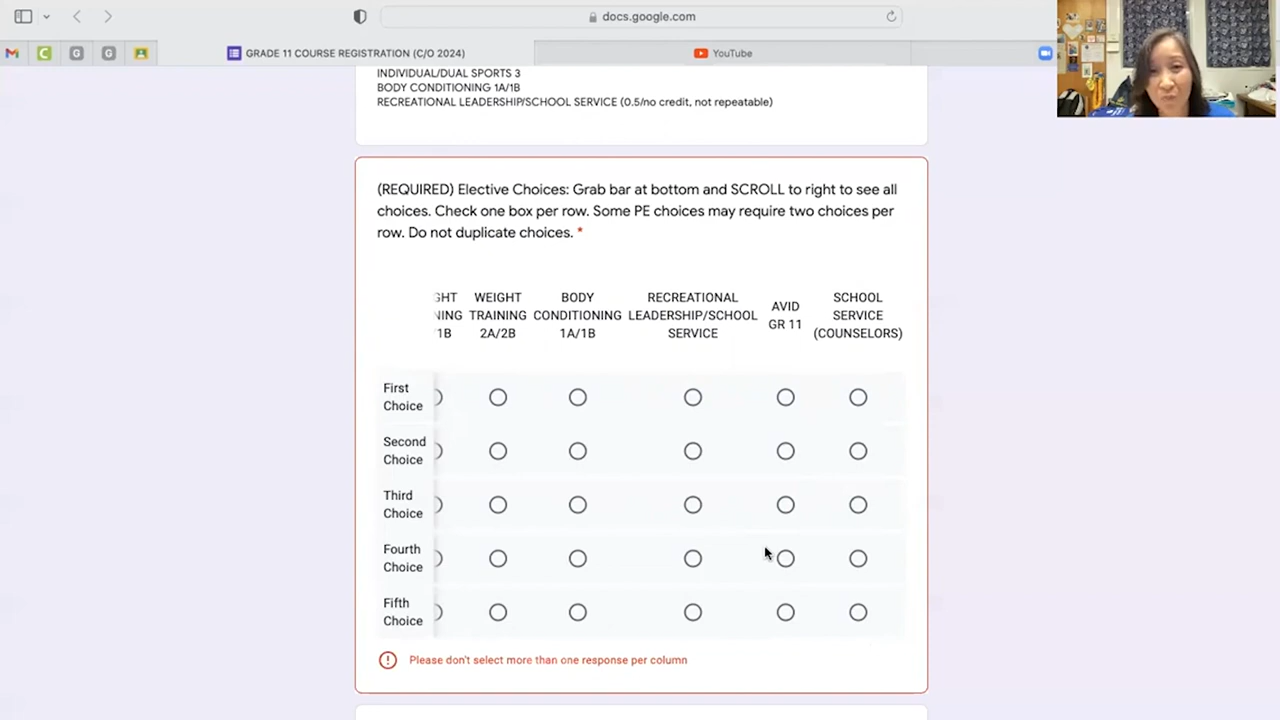 docs.google.com
GRADE 11 COURSE REGISTRATION (C/O 2024)
YouTube
INDIVIDUAL/DUAL SPORTS 3
BODY CONDITIONING 1A/1B
RECREATIONAL LEADERSHIP/SCHOOL SERVICE (0.5/no credit, not repeatable)
(REQUIRED) Elective Choices: Grab bar at bottom and SCROLL to right to see all
choices. Check one box per row. Some PE choices may require two choices per
row. Do not duplicate choices. *
GHT
NING
1B
WEIGHT
TRAINING
2A/2B
BODY
CONDITIONING
1A/1B
RECREATIONAL
LEADERSHIP/SCHOOL
SERVICE
AVID
GR 11
SCHOOL
SERVICE
(COUNSELORS)
First
Choice
Second
Choice
Third
Choice
Fourth
Choice
Fifth
Choice
Please don't select more than one response per column